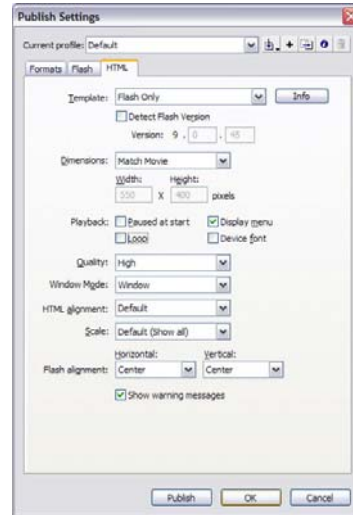 Publish Settings
Current profile: Default
Formats Flash HTML
Template: Flash Only Info
Detect Flash Version
Version: 9 . 0 . 45
Dimensions: Match Movie
Width: Height:
550 X 400 pixels
Playback: Paused at start Display menu
Loop Device font
Quality: High
Window Mode: Window
HTML alignment: Default
Scale: Default (Show all)
Horizontal: Vertical:
Flash alignment: Center Center
Show warning messages
Publish OK Cancel